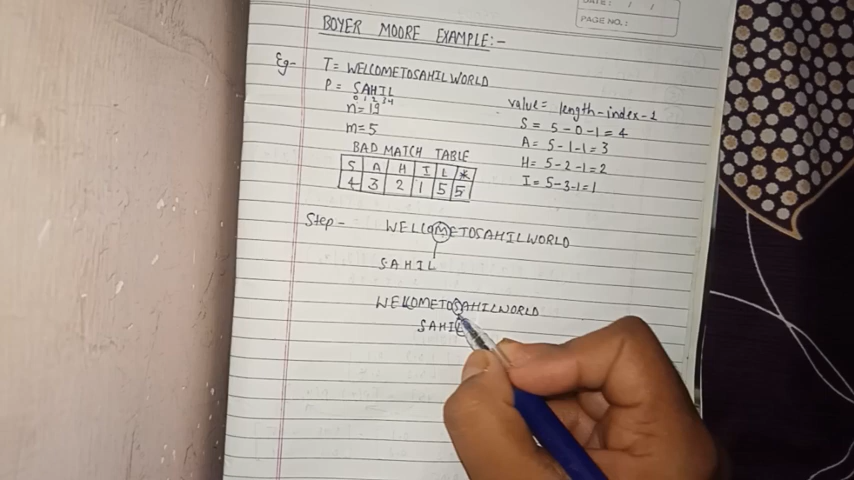 DATE: / /
PAGE NO.:
BOYER MOORE EXAMPLE:-
Eg- T= WELCOMETOSAHILWORLD
P= SAHIL
0 1 2 3 4
n=19
m=5
value= length-index-1
S = 5-0-1=4
A = 5-1-1=3
H= 5-2-1=2
I= 5-3-1=1
BAD MATCH TABLE
S A H I L *
4 3 2 1 5 5
Step- WELCOMETOSAHILWORLD
SAHIL
WELCOMETOSAHILWORLD
SAHIL